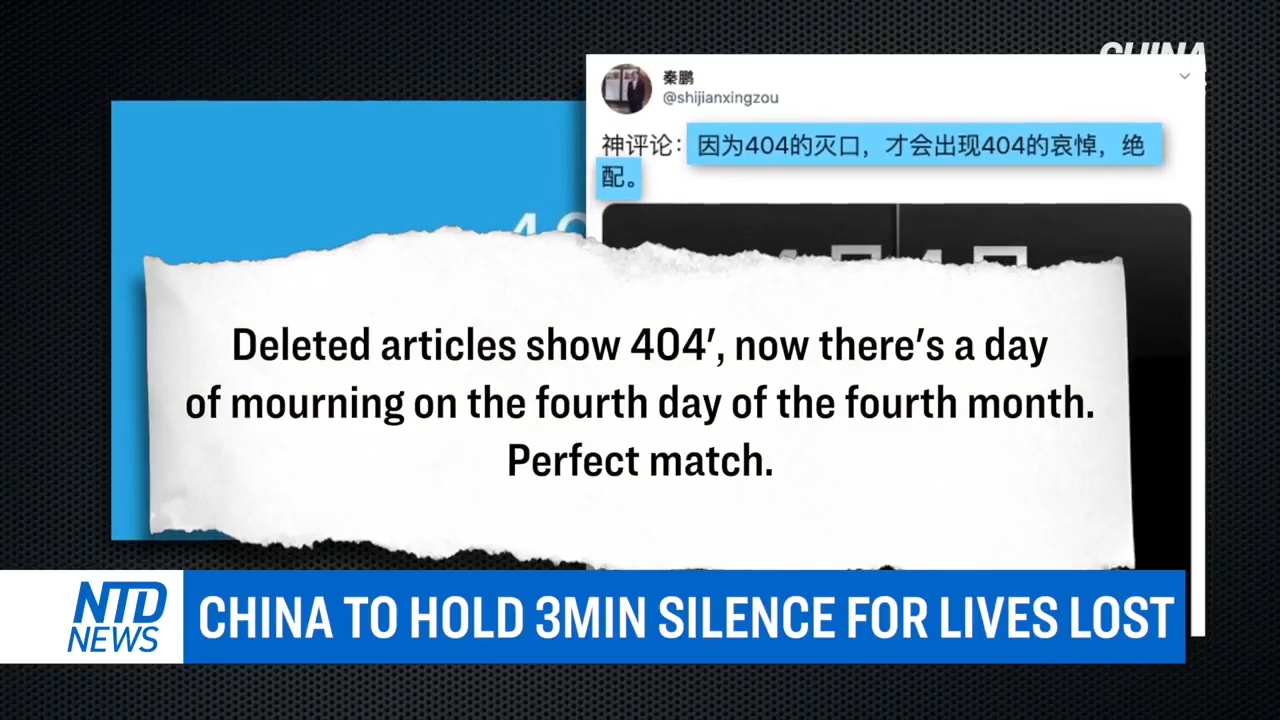 CHINA
秦鹏
@shijianxingzou
神评论：因为404的灭口，才会出现404的哀悼，绝
配。
Deleted articles show 404′, now there's a day
of mourning on the fourth day of the fourth month.
Perfect match.
NTD
NEWS
CHINA TO HOLD 3MIN SILENCE FOR LIVES LOST